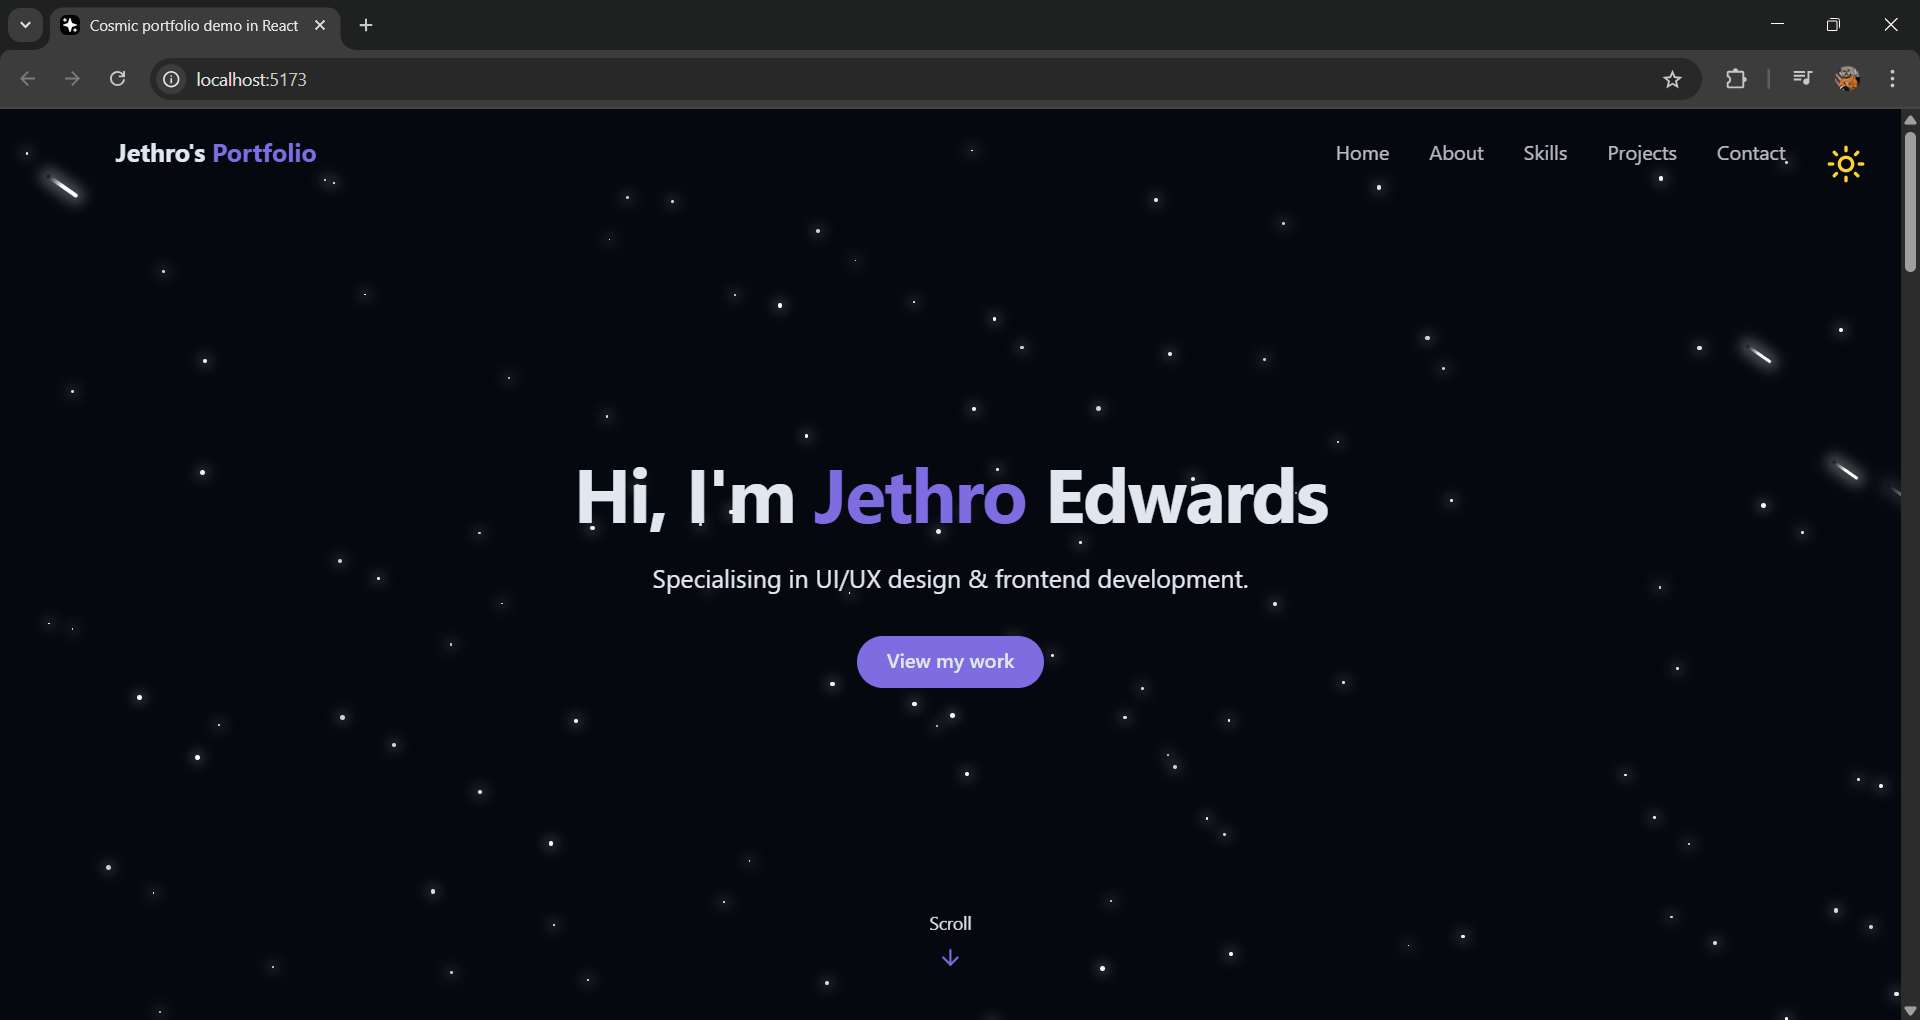 Cosmic portfolio demo in React
localhost:5173
Jethro's Portfolio
Home About Skills Projects Contact
Hi, I'm Jethro Edwards
Specialising in UI/UX design & frontend development.
View my work
Scroll